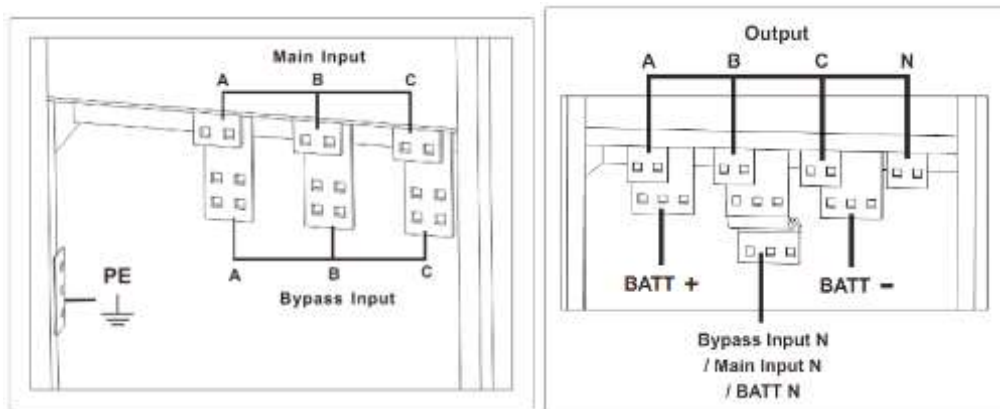 Main Input
A B C
A B C
Bypass Input
PE
Output
A B C N
BATT + BATT -
Bypass Input N
/ Main Input N
/ BATT N